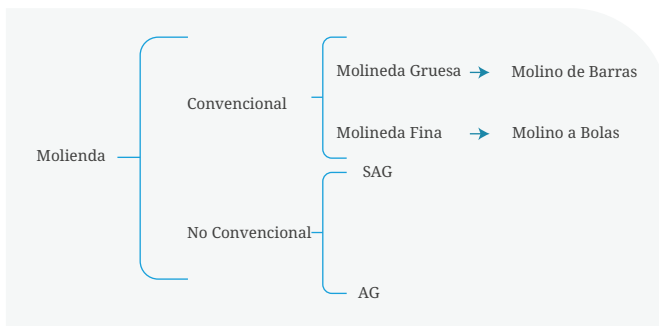 Molineda Gruesa
Molino de Barras
Convencional
Molineda Fina
Molino a Bolas
Molienda
SAG
No Convencional
AG